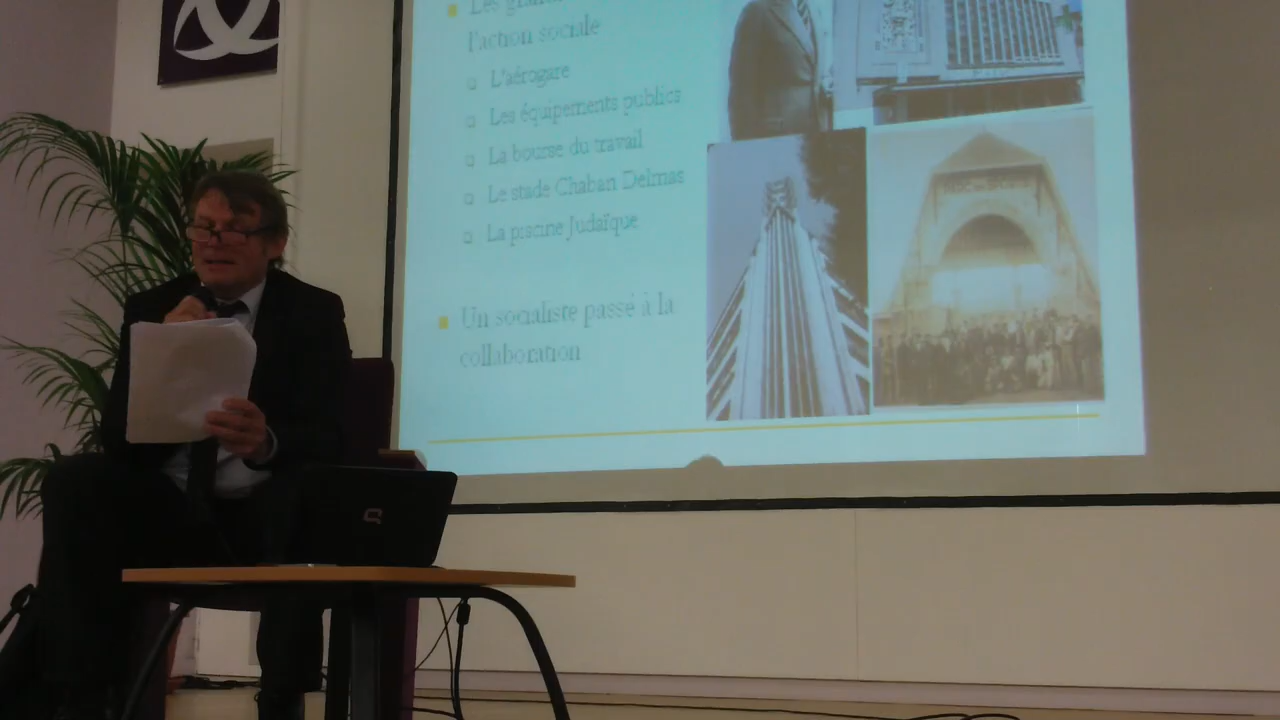 Les
l'action sociale
L'aérogare
Les équipements publics
La bourse du travail
Le stade Chaban Delmas
La piscine Judaïque
Un socialiste passé à la
collaboration